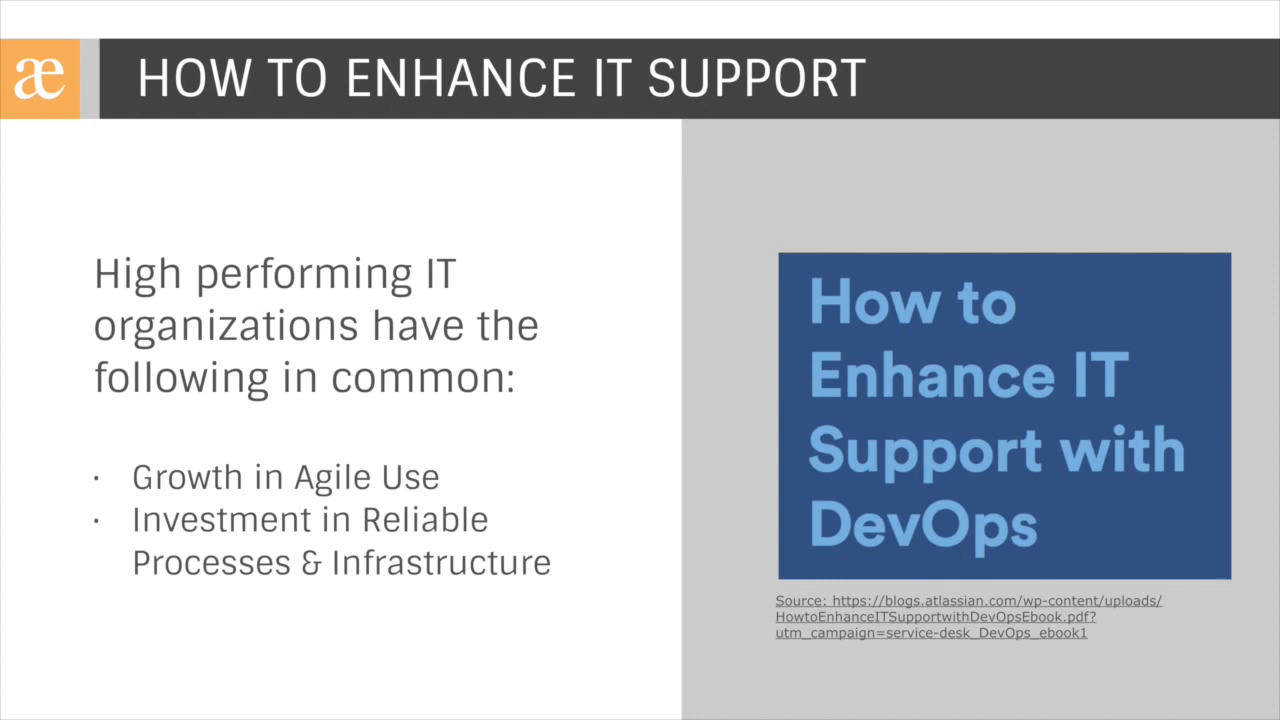 æ
HOW TO ENHANCE IT SUPPORT
High performing IT
organizations have the
following in common:
· Growth in Agile Use
· Investment in Reliable
Processes & Infrastructure
How to
Enhance IT
Support with
DevOps
Source: https://blogs.atlassian.com/wp-content/uploads/
HowtoEnhanceITSupportwithDevOpsEbook.pdf?
utm_campaign=service-desk_DevOps_ebook1